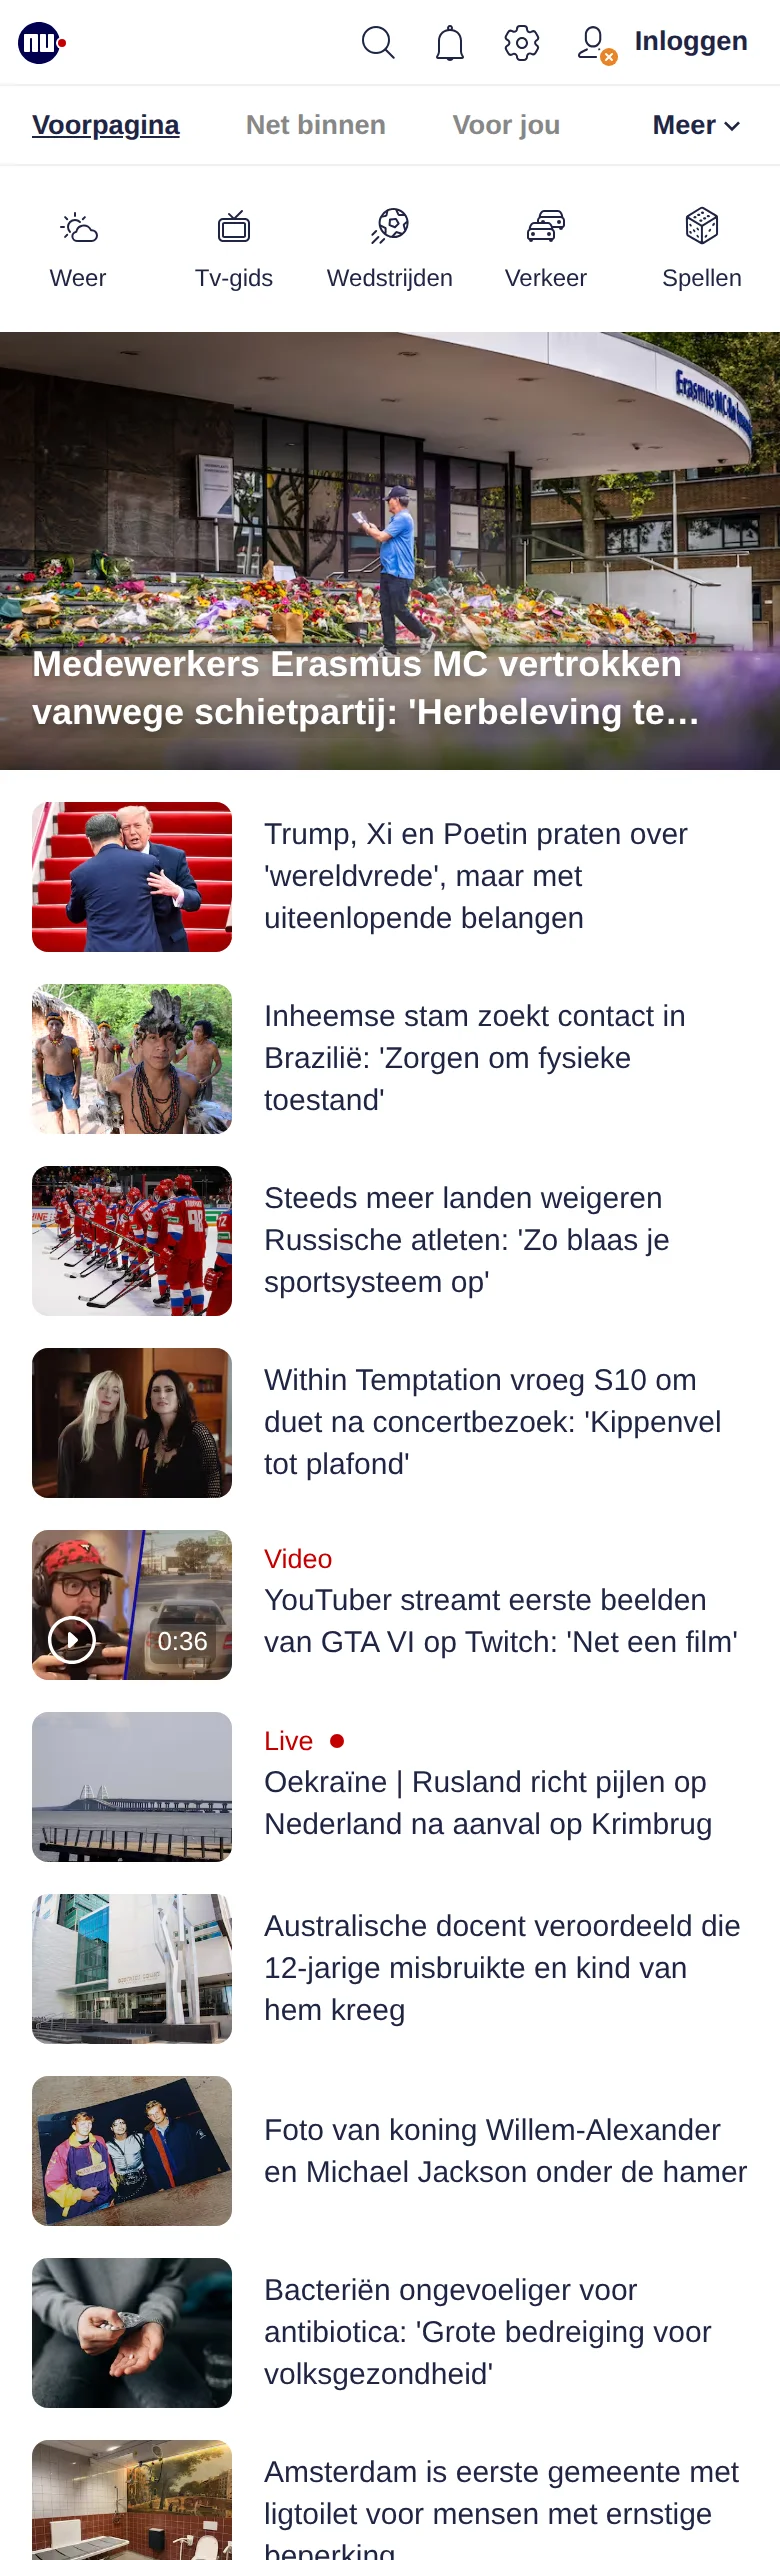 nu
Inloggen
Voorpagina Net binnen Voor jou Meer
Weer Tv-gids Wedstrijden Verkeer Spellen
Erasmus MC
Medewerkers Erasmus MC vertrokken
vanwege schietpartij: 'Herbeleving te...
Trump, Xi en Poetin praten over
'wereldvrede', maar met
uiteenlopende belangen
Inheemse stam zoekt contact in
Brazilië: 'Zorgen om fysieke
toestand'
Steeds meer landen weigeren
Russische atleten: 'Zo blaas je
sportsysteem op'
Within Temptation vroeg S10 om
duet na concertbezoek: 'Kippenvel
tot plafond'
0:36
Video
YouTuber streamt eerste beelden
van GTA VI op Twitch: 'Net een film'
Live
Oekraïne | Rusland richt pijlen op
Nederland na aanval op Krimbrug
Australische docent veroordeeld die
12-jarige misbruikte en kind van
hem kreeg
Foto van koning Willem-Alexander
en Michael Jackson onder de hamer
Bacteriën ongevoeliger voor
antibiotica: 'Grote bedreiging voor
volksgezondheid'
Amsterdam is eerste gemeente met
ligtoilet voor mensen met ernstige
beperking